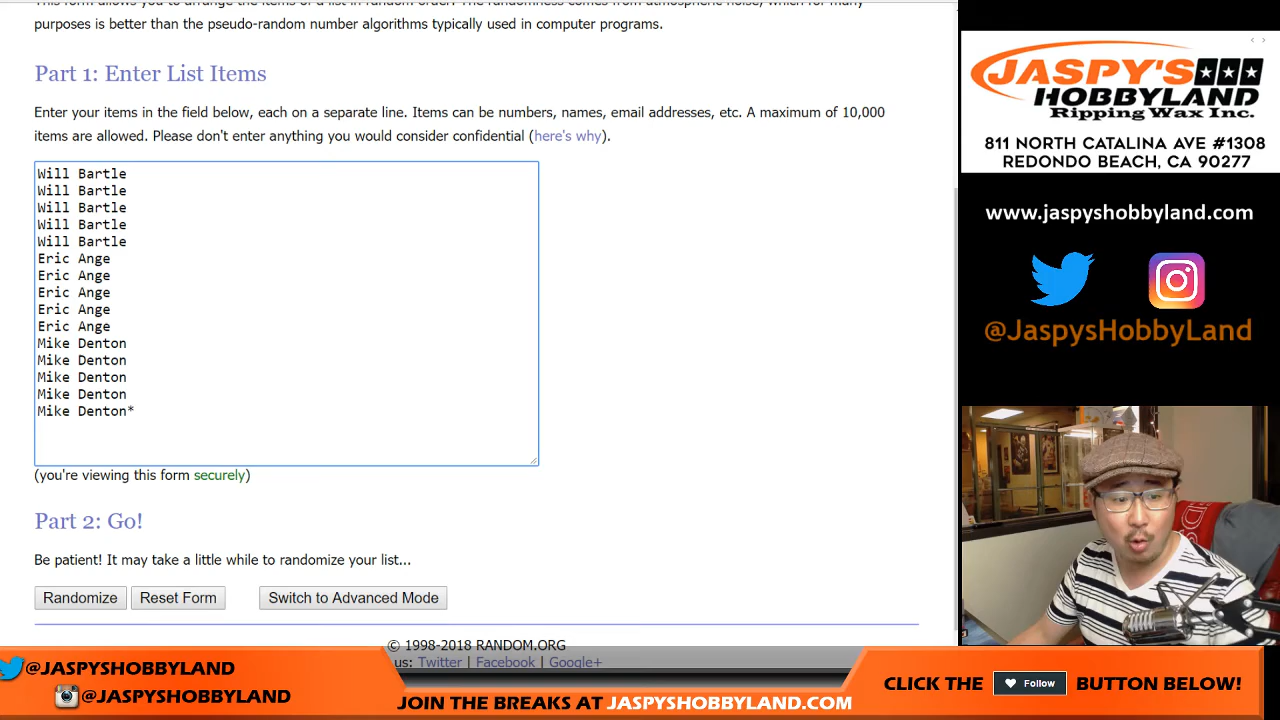 This form allows you to arrange the items of a list in random order. The randomness comes from atmospheric noise, which for many
purposes is better than the pseudo-random number algorithms typically used in computer programs.
Part 1: Enter List Items
Enter your items in the field below, each on a separate line. Items can be numbers, names, email addresses, etc. A maximum of 10,000
items are allowed. Please don't enter anything you would consider confidential (here's why).
Will Bartle
Will Bartle
Will Bartle
Will Bartle
Will Bartle
Eric Ange
Eric Ange
Eric Ange
Eric Ange
Eric Ange
Mike Denton
Mike Denton
Mike Denton
Mike Denton
Mike Denton*
(you're viewing this form securely)
Part 2: Go!
Be patient! It may take a little while to randomize your list...
Randomize Reset Form Switch to Advanced Mode
© 1998-2018 RANDOM.ORG
us: Twitter | Facebook | Google+
JASPY'S
HOBBYLAND
Ripping Wax Inc.
811 NORTH CATALINA AVE #1308
REDONDO BEACH, CA 90277
www.jaspyshobbyland.com
@JaspysHobbyLand
@JASPYSHOBBYLAND
@JASPYSHOBBYLAND
JOIN THE BREAKS AT JASPYSHOBBYLAND.COM
CLICK THE Follow BUTTON BELOW!